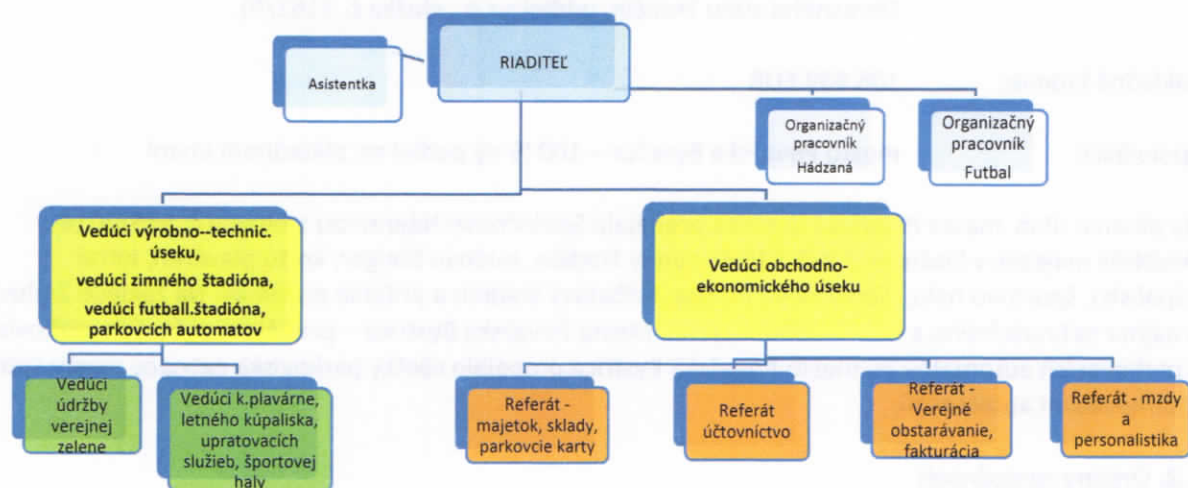 RIADITEĽ
Asistentka
Organizačný
pracovník
Hádzaná
Organizačný
pracovník
Futbal
Vedúci výrobno--technic.
úseku,
vedúci zimného štadióna,
vedúci futball.štadióna,
parkovcích automatov
Vedúci obchodno-
ekonomického úseku
Vedúci
údržby
verejnej
zelene
Vedúci k.plavárne,
letného kúpaliska,
upratovacích
služieb, športovej
haly
Referát -
majetok, sklady,
parkovcie karty
Referát
účtovníctvo
Referát -
Verejné
obstarávanie,
fakturácia
Referát - mzdy
a
personalistika